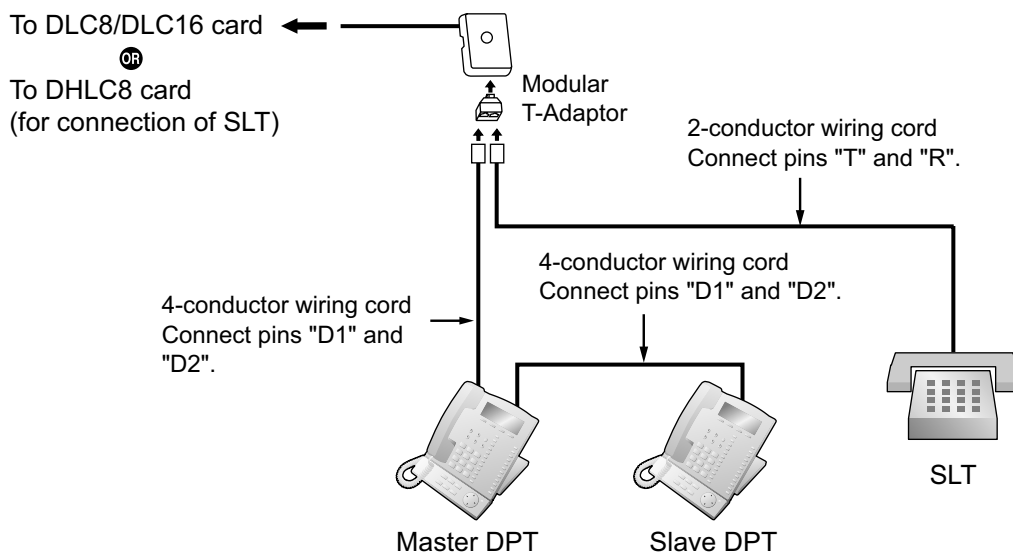 To DLC8/DLC16 card
OR
To DHLC8 card
(for connection of SLT)
Modular
T-Adaptor
2-conductor wiring cord
Connect pins "T" and "R".
4-conductor wiring cord
Connect pins "D1" and "D2".
4-conductor wiring cord
Connect pins "D1" and
"D2".
SLT
Master DPT
Slave DPT